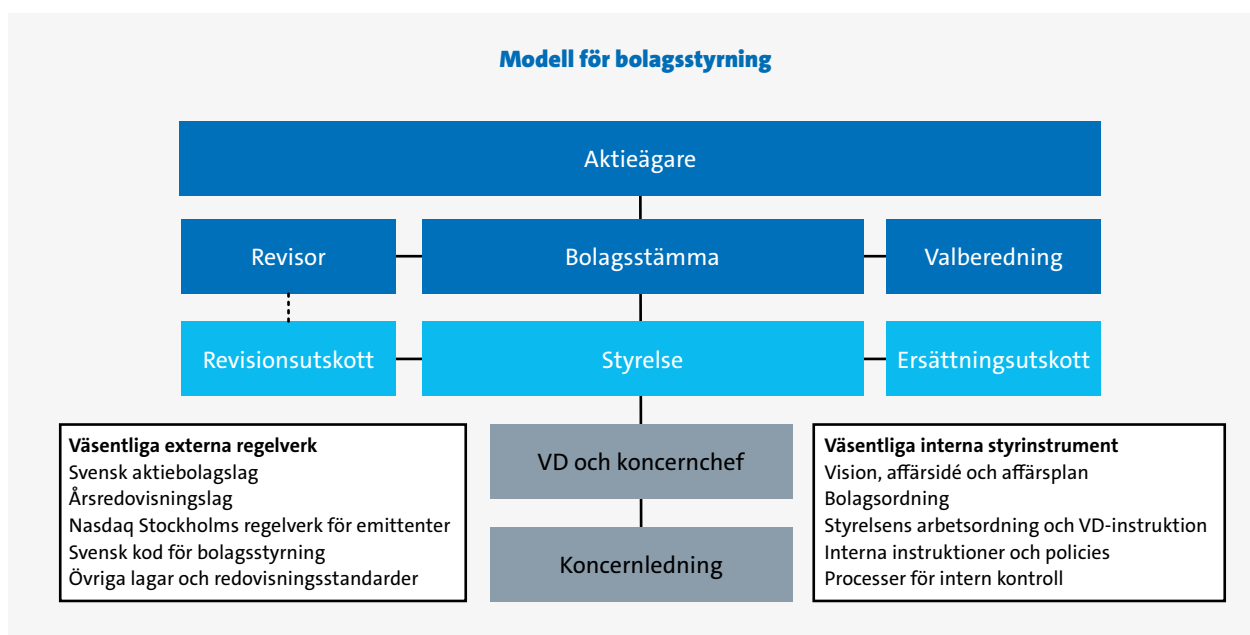 Modell för bolagsstyrning
Aktieägare
Revisor
Bolagsstämma
Valberedning
Revisionsutskott
Styrelse
Ersättningsutskott
Väsentliga externa regelverk
Svensk aktiebolagslag
Årsredovisningslag
Nasdaq Stockholms regelverk för emittenter
Svensk kod för bolagsstyrning
Övriga lagar och redovisningsstandarder
VD och koncernchef
Koncernledning
Väsentliga interna styrinstrument
Vision, affärsidé och affärsplan
Bolagsordning
Styrelsens arbetsordning och VD-instruktion
Interna instruktioner och policies
Processer för intern kontroll